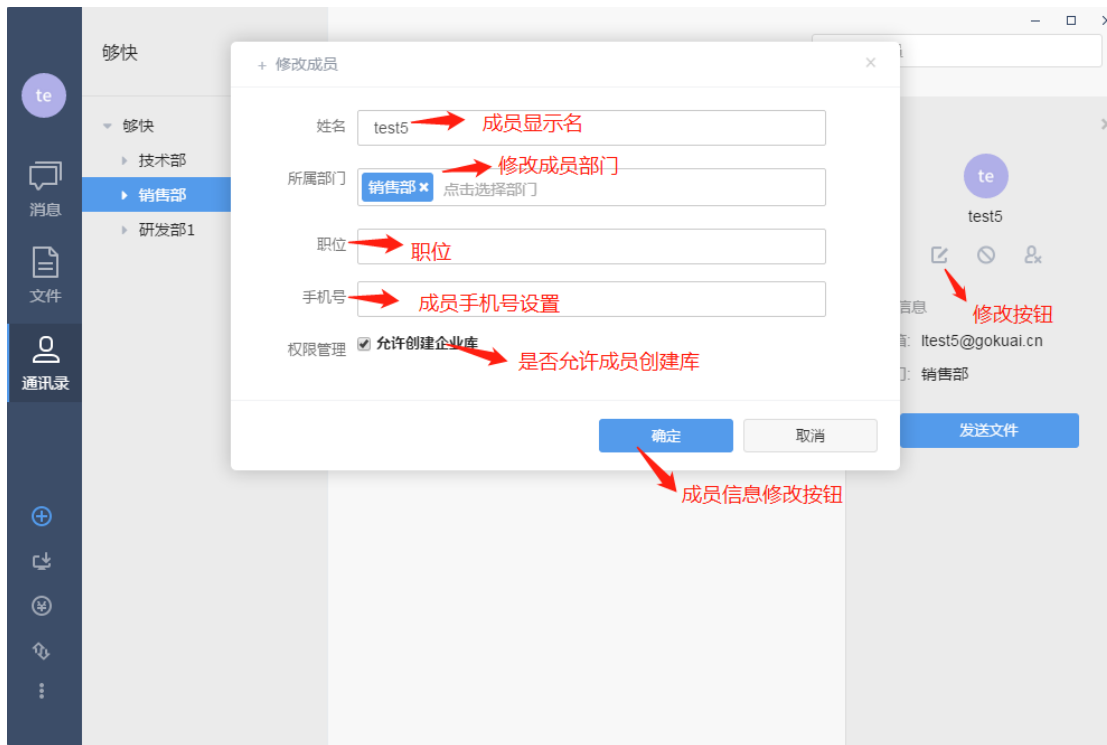 te
消息
文件
通讯录
够快
够快
技术部
销售部
研发部1
+ 修改成员
姓名
test5
成员显示名
所属部门
销售部
点击选择部门
修改成员部门
职位
职位
手机号
成员手机号设置
权限管理
允许创建企业库
是否允许成员创建库
确定
取消
成员信息修改按钮
te
test5
修改按钮
信息
ltest5@gokuai.cn
销售部
发送文件